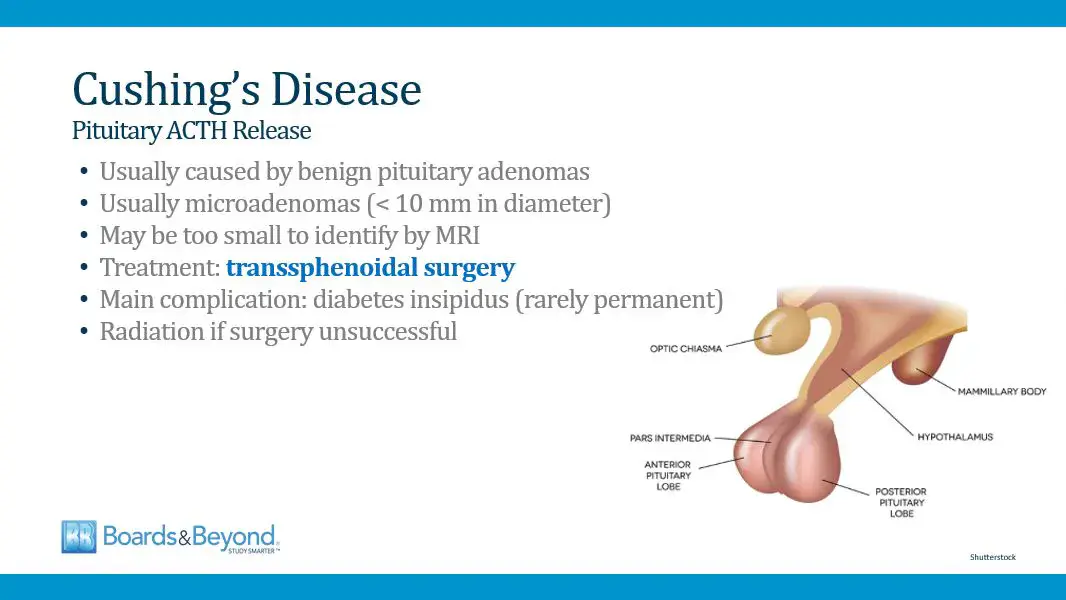 Cushing's Disease
Pituitary ACTH Release
• Usually caused by benign pituitary adenomas
• Usually microadenomas (< 10 mm in diameter)
• May be too small to identify by MRI
• Treatment: transsphenoidal surgery
• Main complication: diabetes insipidus (rarely permanent)
• Radiation if surgery unsuccessful
OPTIC CHIASMA
MAMMILLARY BODY
HYPOTHALAMUS
PARS INTERMEDIA
ANTERIOR
PITUITARY
LOBE
POSTERIOR
PITUITARY
LOBE
BB Boards&Beyond.
STUDY SMARTER™
Shutterstock